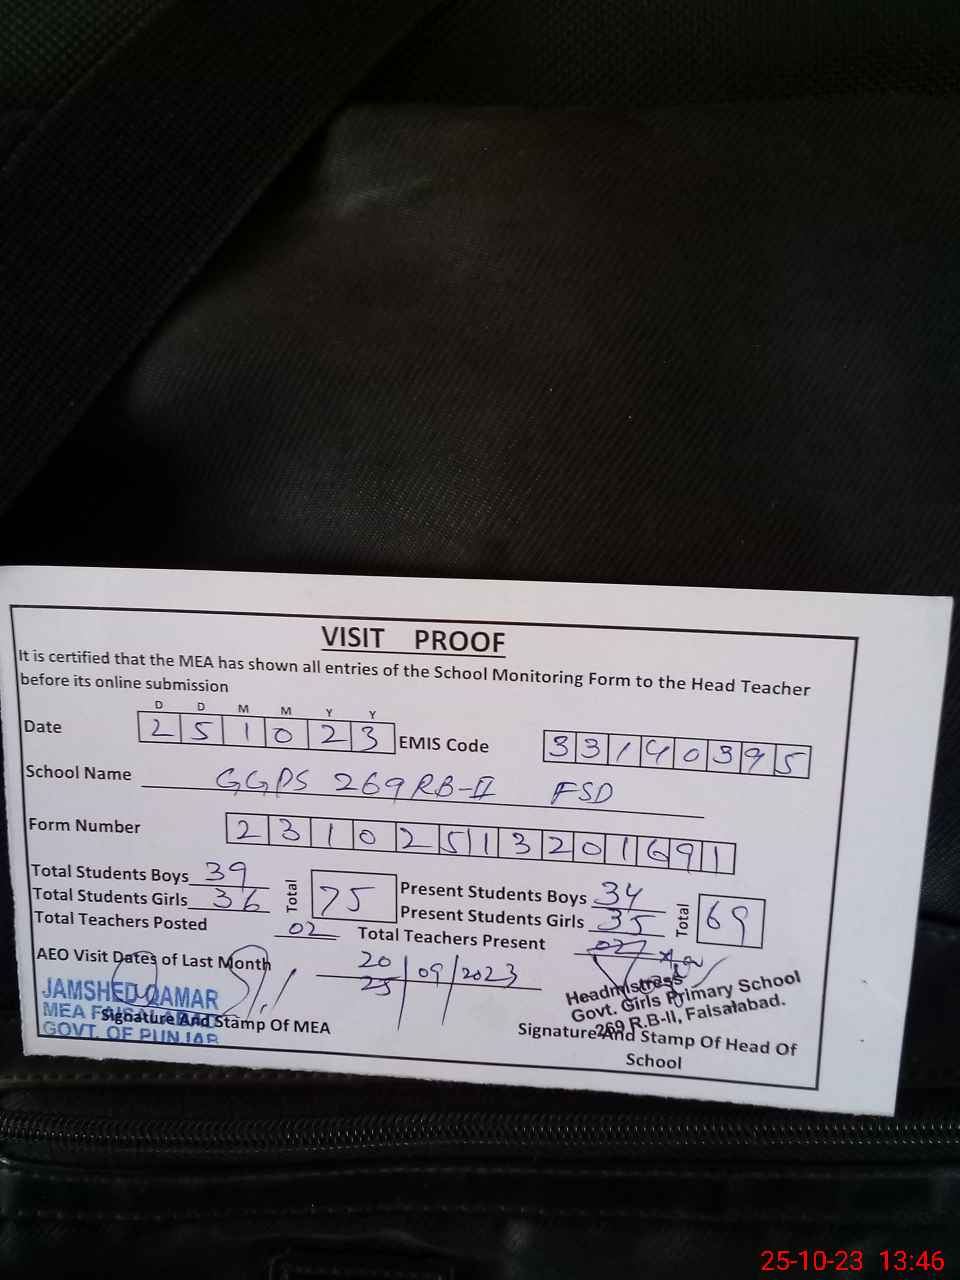 VISIT PROOF
It is certified that the MEA has shown all entries of the School Monitoring Form to the Head Teacher
before its online submission
D D M M Y Y
Date 2 5 1 0 2 3 EMIS Code 3 3 1 4 0 3 9 5
School Name GGPS 269 RB-II FSD
Form Number 2 3 1 0 2 5 1 3 2 0 1 6 9 1
Total Students Boys 39 Total 75 Present Students Boys 34 Total 69
Total Students Girls 36 Present Students Girls 35
Total Teachers Posted 02 Total Teachers Present 02
AEO Visit Dates of Last Month 20 09 2023
25
JAMSHED QAMAR
MEA FAISALABAD
GOVT. OF PUNJAB
Signature And Stamp Of MEA
Headmistress
Govt. Girls Primary School
269 R.B-II, Faisalabad.
Signature And Stamp Of Head Of
School
25-10-23 13:46